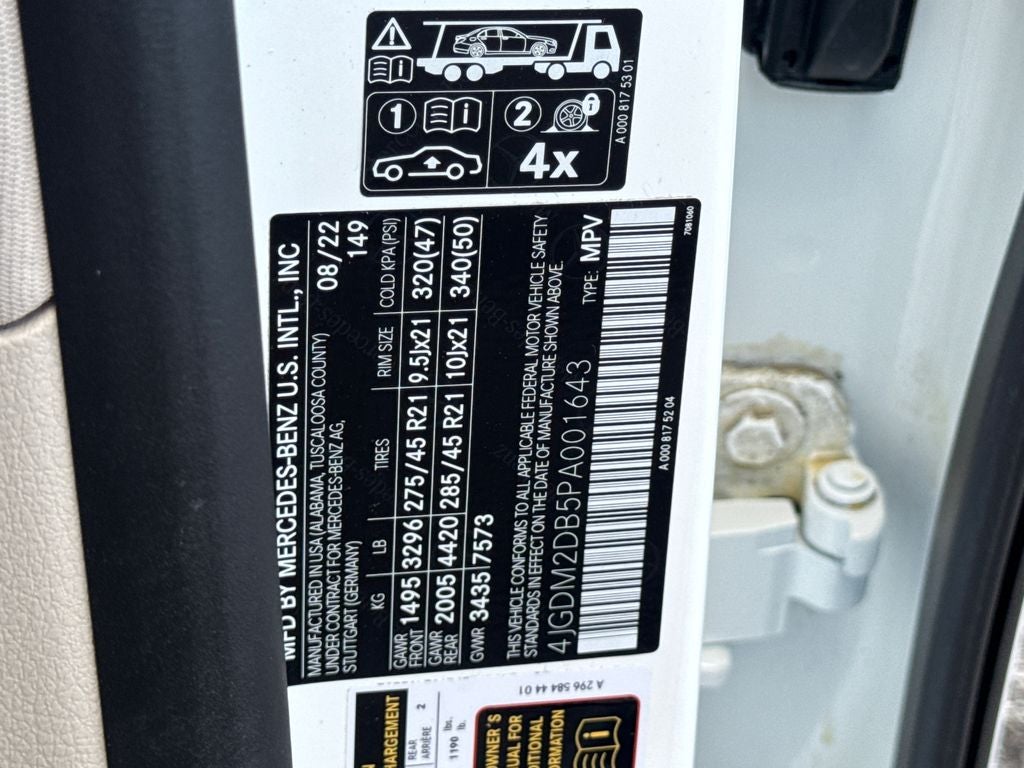 1
2
4x
A 000 817 53 01
MFD BY MERCEDES-BENZ U.S. INTL., INC
MANUFACTURED IN USA (ALABAMA, TUSCALOOSA COUNTY)
UNDER CONTRACT FOR MERCEDES-BENZ AG,
STUTTGART (GERMANY)
08/22
149
KG LB TIRES RIM SIZE COLD KPA (PSI)
GAWR FRONT 1495 3296 275/45 R21 9.5Jx21 320(47)
GAWR REAR 2005 4420 285/45 R21 10Jx21 340(50)
GVWR 3435 7573
THIS VEHICLE CONFORMS TO ALL APPLICABLE FEDERAL MOTOR VEHICLE SAFETY
STANDARDS IN EFFECT ON THE DATE OF MANUFACTURE SHOWN ABOVE.
4JGDM2DB5PA001643 TYPE: MPV
A 000 817 52 04
7081060
A 296 584 44 01
REAR
ARRIÈRE 2
1190 lbs.
lb.